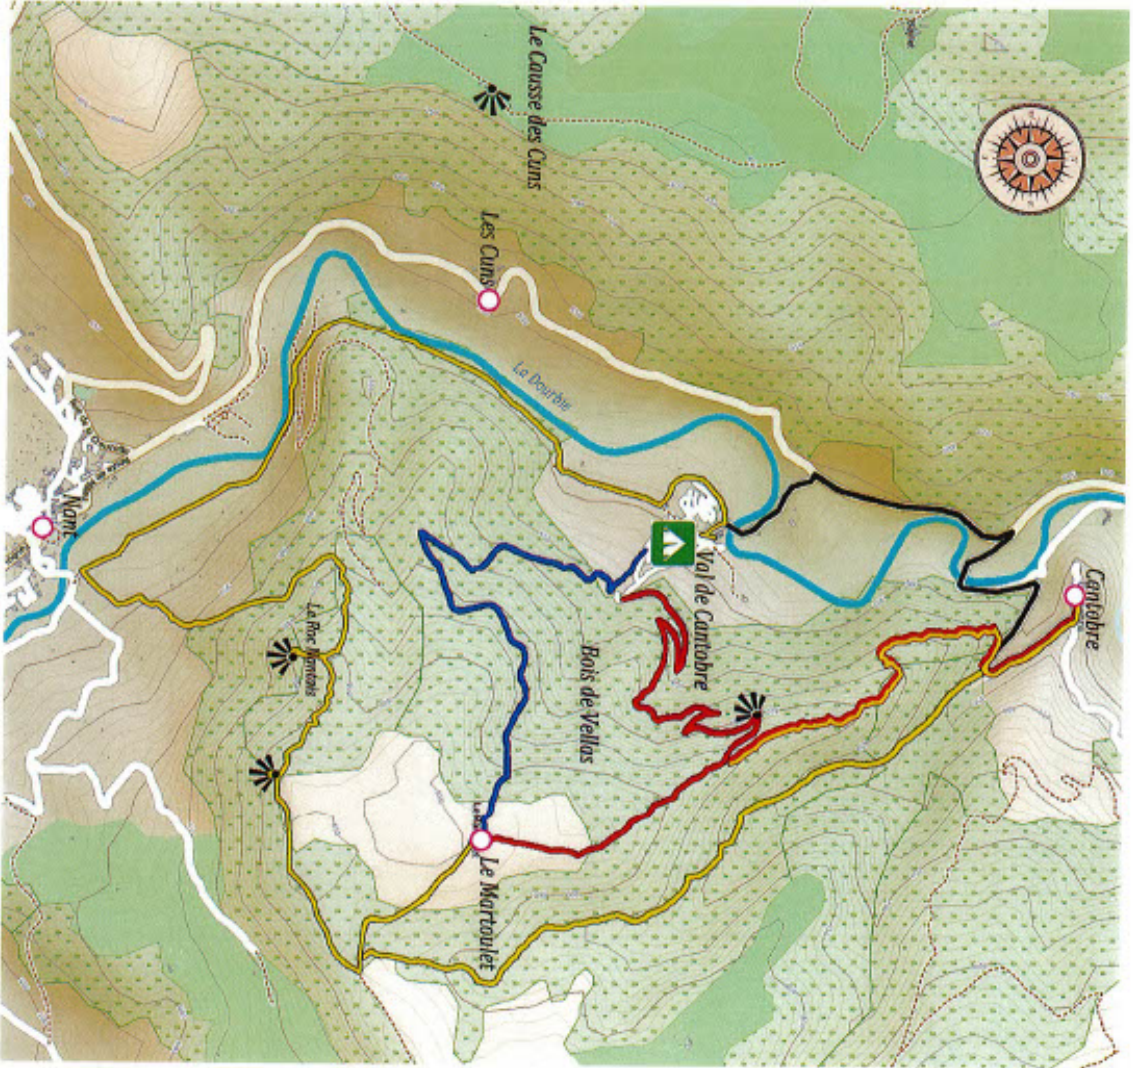 Le Causse des Cuns
Les Cuns
La Dourbie
Nant
Val de Cantobre
Cantobre
Bois de Vellas
Le Roc Nantais
Le Martoulet